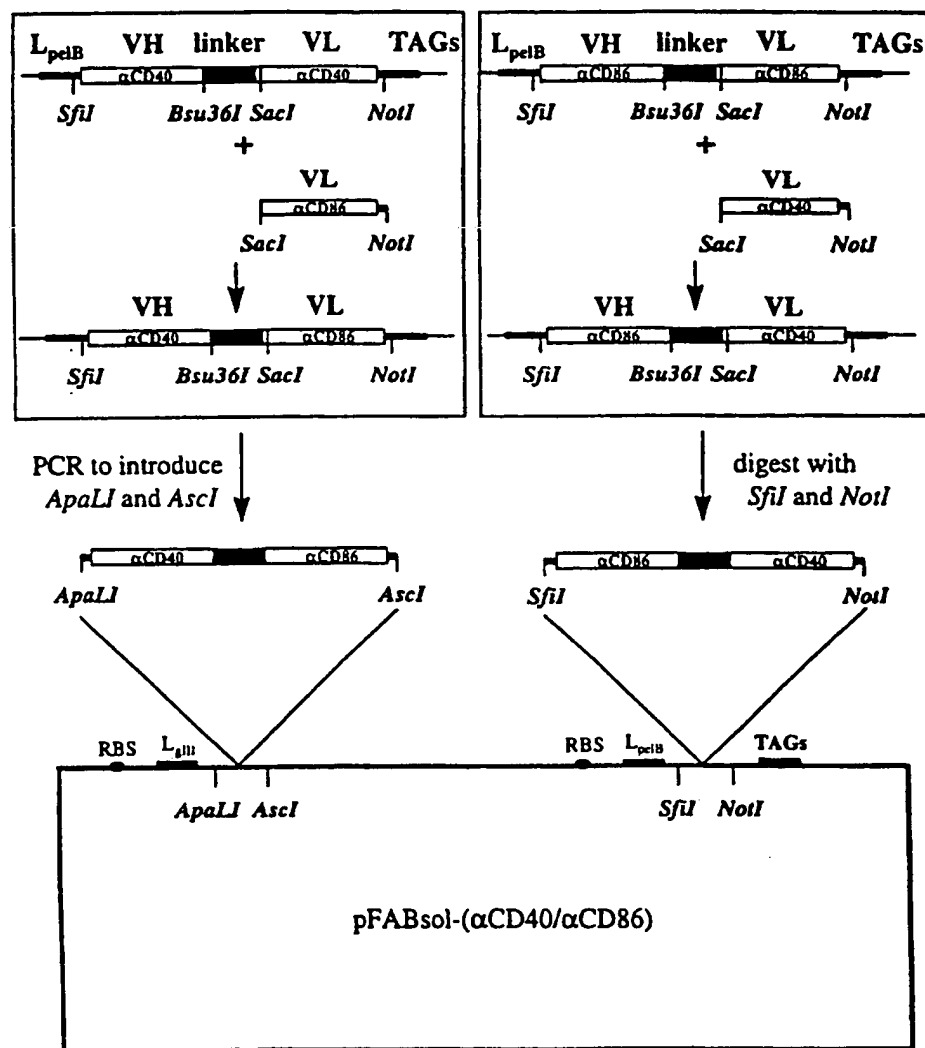 LpelB VH linker VL TAGs
αCD40 αCD40
SfiI Bsu36I SacI NotI
+
VL
αCD86
SacI NotI
VH VL
αCD40 αCD86
SfiI Bsu36I SacI NotI
LpelB VH linker VL TAGs
αCD86 αCD86
SfiI Bsu36I SacI NotI
+
VL
αCD40
SacI NotI
VH VL
αCD86 αCD40
SfiI Bsu36I SacI NotI
PCR to introduce
ApaLI and AscI
digest with
SfiI and NotI
αCD40 αCD86
ApaLI AscI
αCD86 αCD40
SfiI NotI
RBS LgIII RBS LpelB TAGs
ApaLI AscI SfiI NotI
pFABsol-(αCD40/αCD86)